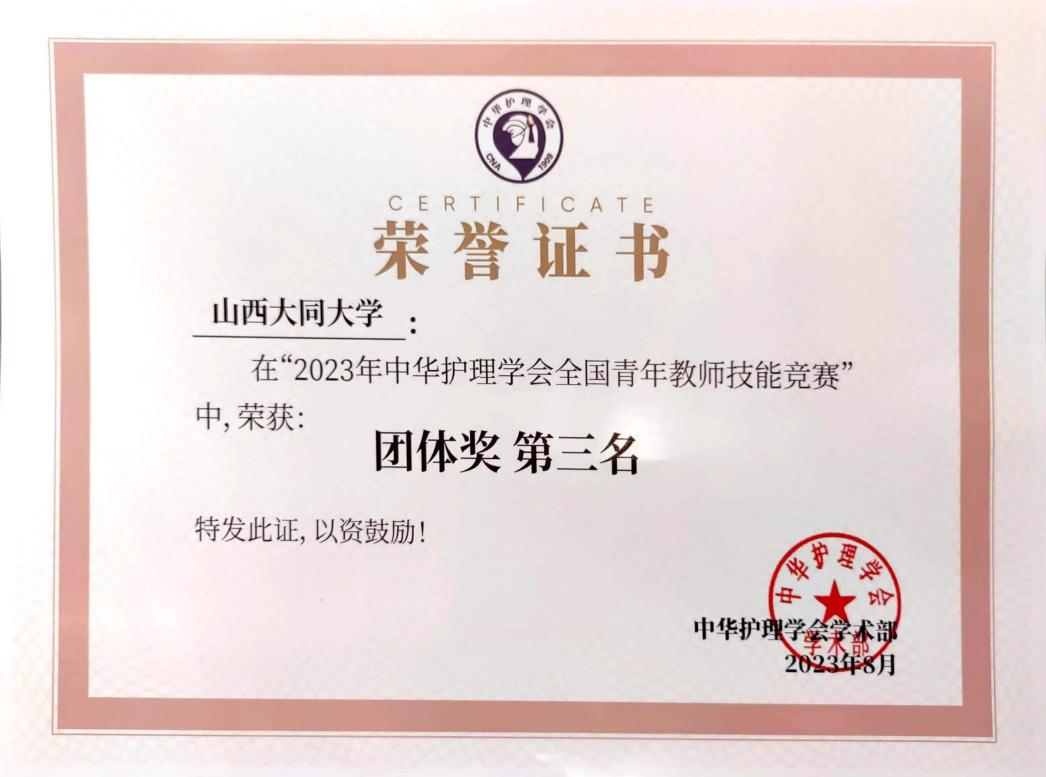 中华护理学会
CNA 1909
CERTIFICATE
荣誉证书
山西大同大学：
在“2023年中华护理学会全国青年教师技能竞赛”
中,荣获：
团体奖 第三名
特发此证,以资鼓励！
中华护理学会
中华护理学会学术部
学术部
2023年8月